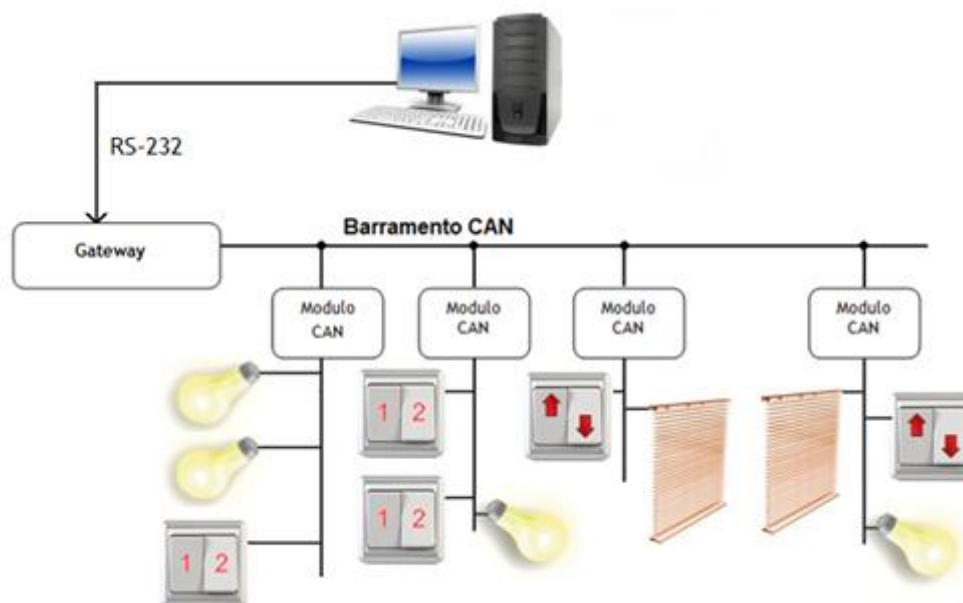 RS-232
Barramento CAN
Gateway
Modulo
CAN
Modulo
CAN
Modulo
CAN
Modulo
CAN
1 2
1 2
1 2